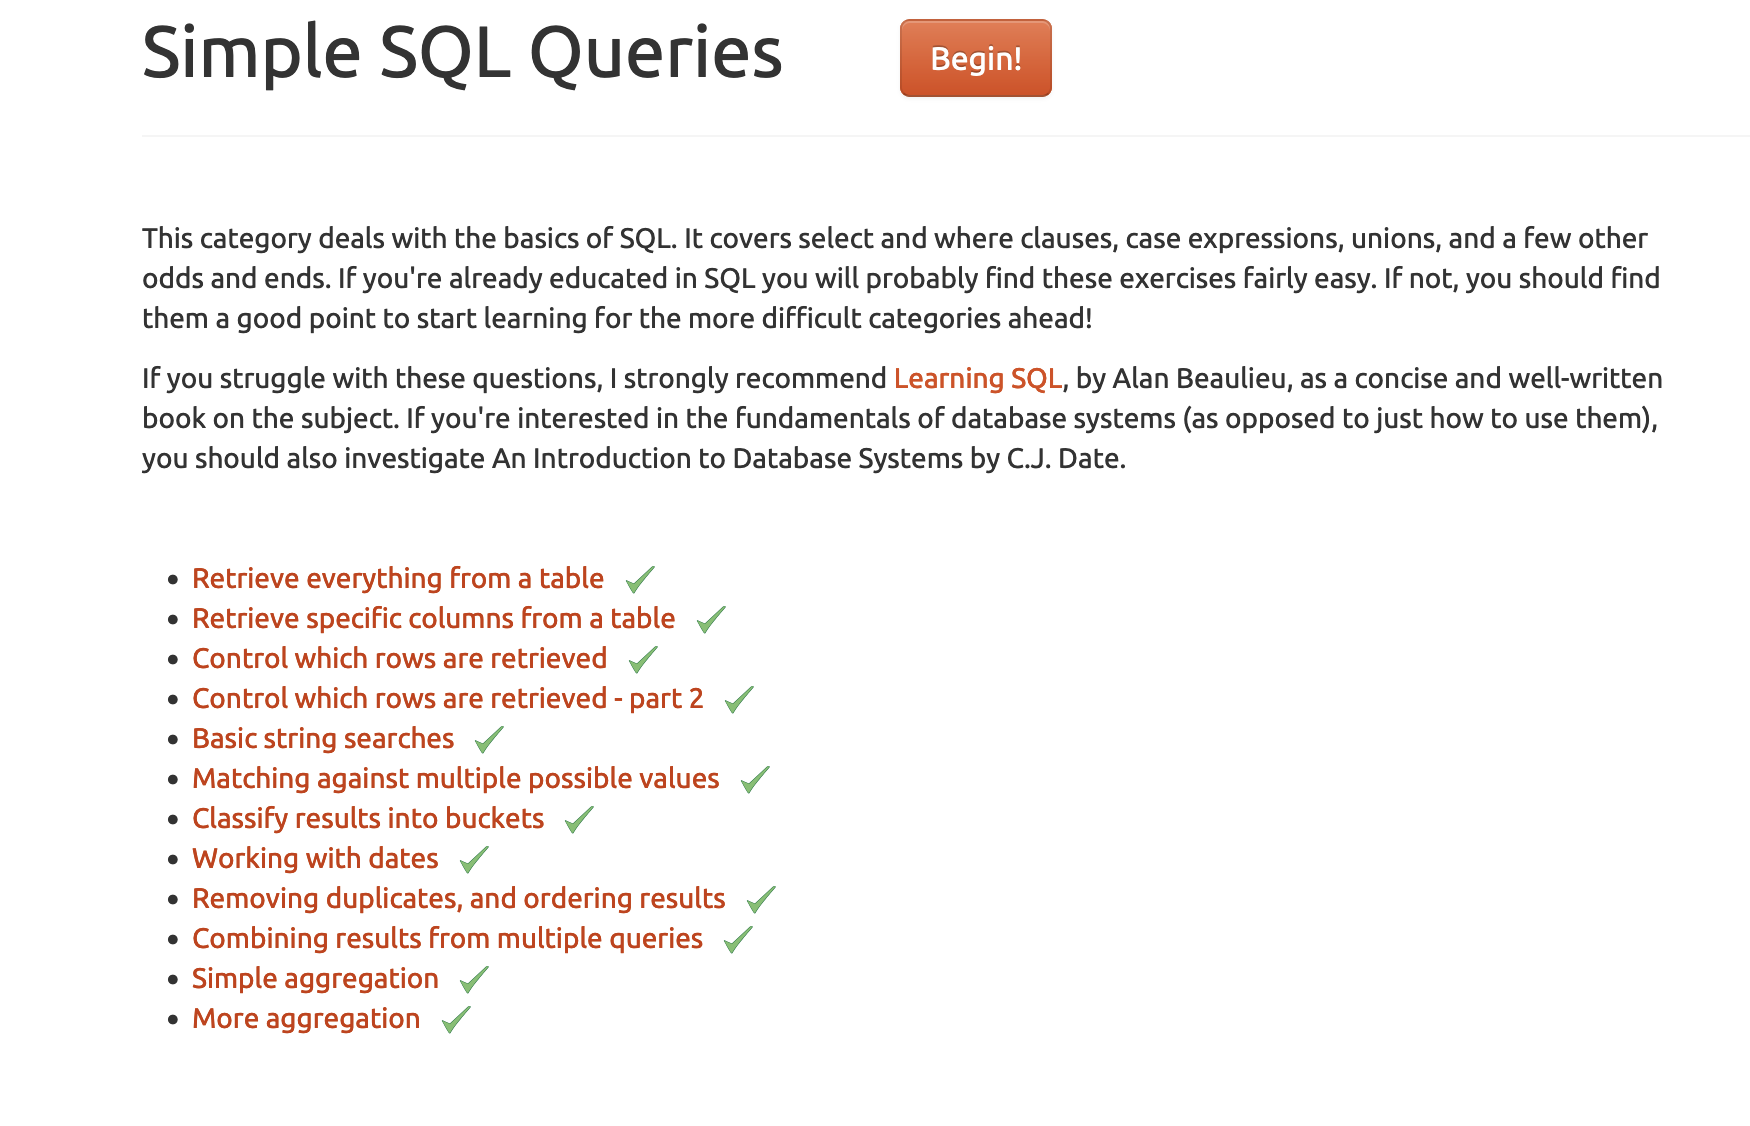 Simple SQL Queries
Begin!
This category deals with the basics of SQL. It covers select and where clauses, case expressions, unions, and a few other
odds and ends. If you're already educated in SQL you will probably find these exercises fairly easy. If not, you should find
them a good point to start learning for the more difficult categories ahead!
If you struggle with these questions, I strongly recommend Learning SQL, by Alan Beaulieu, as a concise and well-written
book on the subject. If you're interested in the fundamentals of database systems (as opposed to just how to use them),
you should also investigate An Introduction to Database Systems by C.J. Date.
Retrieve everything from a table
Retrieve specific columns from a table
Control which rows are retrieved
Control which rows are retrieved - part 2
Basic string searches
Matching against multiple possible values
Classify results into buckets
Working with dates
Removing duplicates, and ordering results
Combining results from multiple queries
Simple aggregation
More aggregation